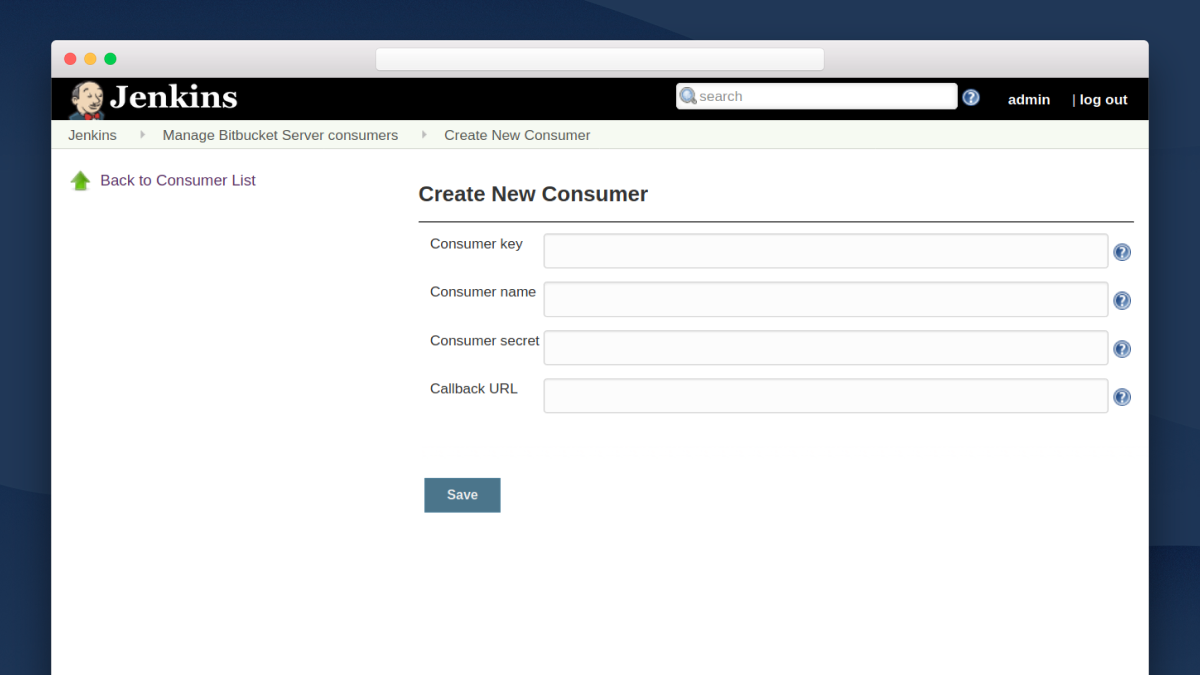 Jenkins
search
admin
| log out
Jenkins
Manage Bitbucket Server consumers
Create New Consumer
Back to Consumer List
Create New Consumer
Consumer key
Consumer name
Consumer secret
Callback URL
Save